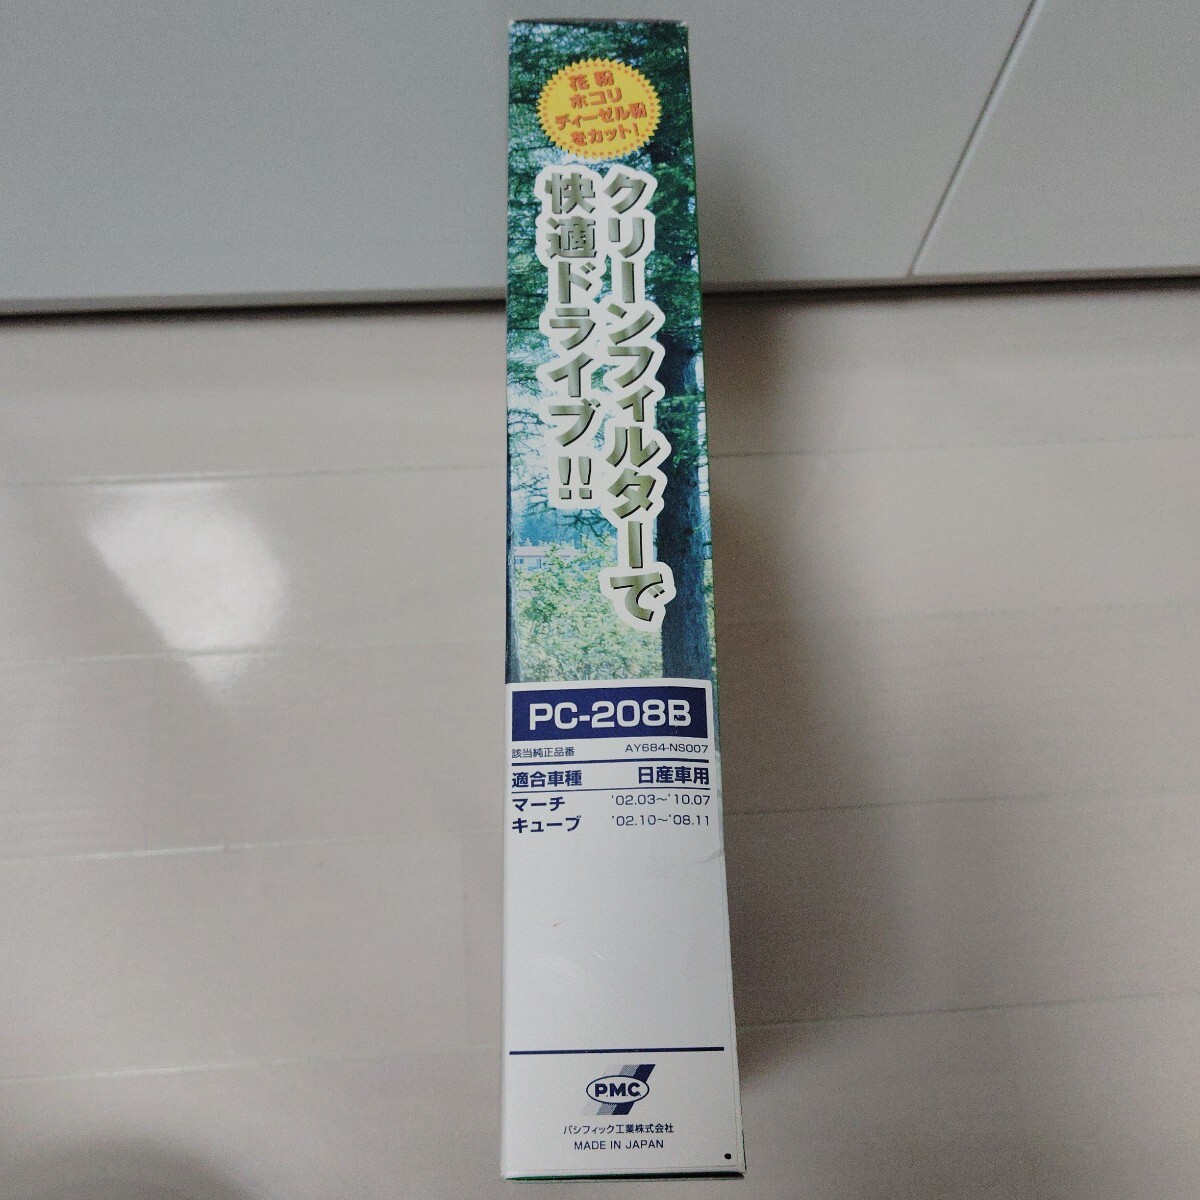 花粉
ホコリ
ディーゼル粉
をカット!
クリーンフィルターで
快適ドライブ!!
PC-208B
該当純正品番 AY684-NS007
適合車種 日産車用
マーチ '02.03～'10.07
キューブ '02.10～'08.11
P.M.C.
パシフィック工業株式会社
MADE IN JAPAN